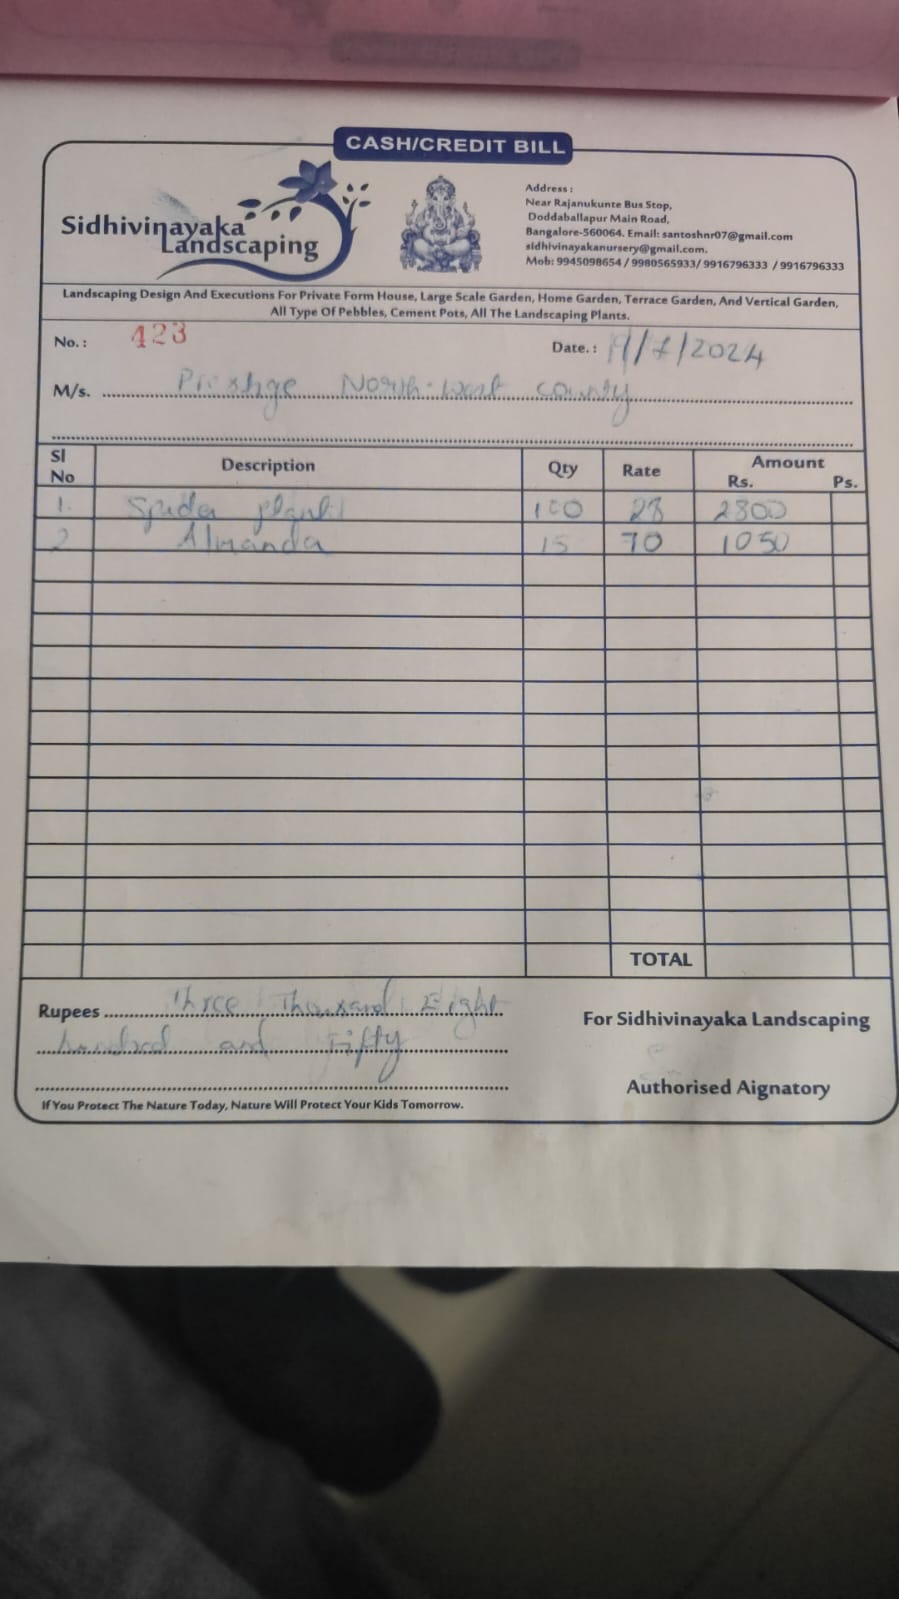 CASH/CREDIT BILL
Sidhivinayaka
Landscaping
Address :
Near Rajanukunte Bus Stop,
Doddaballapur Main Road,
Bangalore-560064. Email: santoshnr07@gmail.com
sidhivinayakanursery@gmail.com.
Mob: 9945098654 / 9980565933/ 9916796333 / 9916796333
Landscaping Design And Executions For Private Form House, Large Scale Garden, Home Garden, Terrace Garden, And Vertical Garden,
All Type Of Pebbles, Cement Pots, All The Landscaping Plants.
No. : 423
Date. : /7/2024
M/s. North-west county
Sl No Description Qty Rate Amount Rs. Ps.
1. Spider plant 100 28 2800
2 Almanda 15 70 1050
TOTAL
Rupees Three Thousand Eight
hundred and Fifty
For Sidhivinayaka Landscaping
Authorised Aignatory
If You Protect The Nature Today, Nature Will Protect Your Kids Tomorrow.